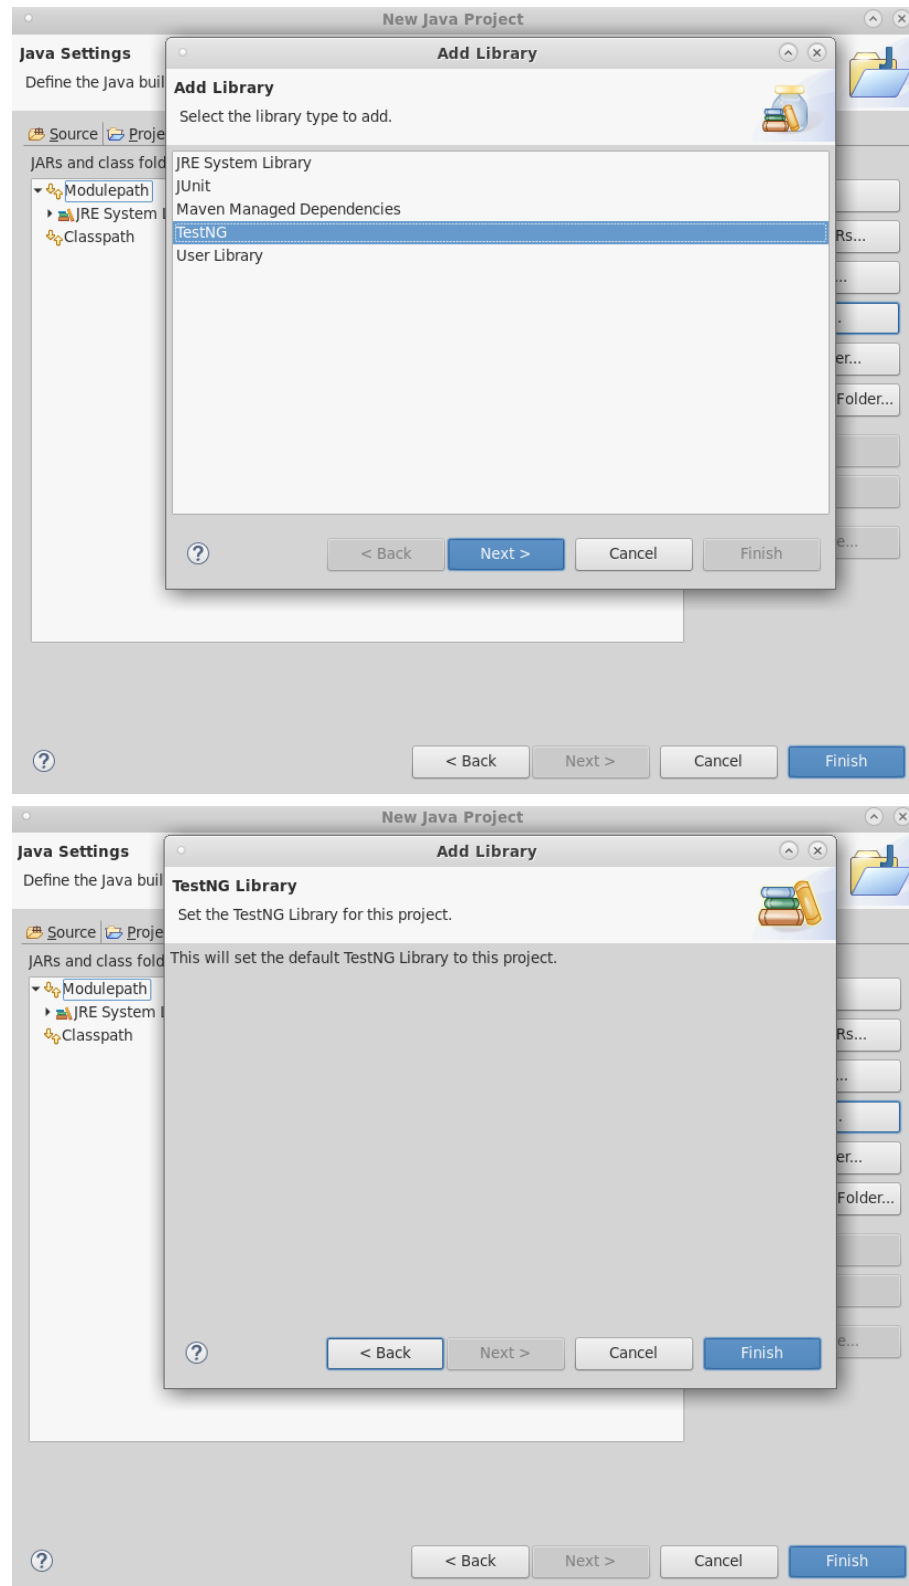 New Java Project
Java Settings
Define the Java buil
Add Library
Add Library
Select the library type to add.
Source Proje
JARs and class fold
Modulepath
JRE System L
Classpath
JRE System Library
JUnit
Maven Managed Dependencies
TestNG
User Library
Rs...
...
.
er...
Folder...
e...
? < Back Next > Cancel Finish
? < Back Next > Cancel Finish
New Java Project
Java Settings
Define the Java buil
Add Library
TestNG Library
Set the TestNG Library for this project.
Source Proje
JARs and class fold
Modulepath
JRE System L
Classpath
This will set the default TestNG Library to this project.
Rs...
...
.
er...
Folder...
e...
? < Back Next > Cancel Finish
? < Back Next > Cancel Finish